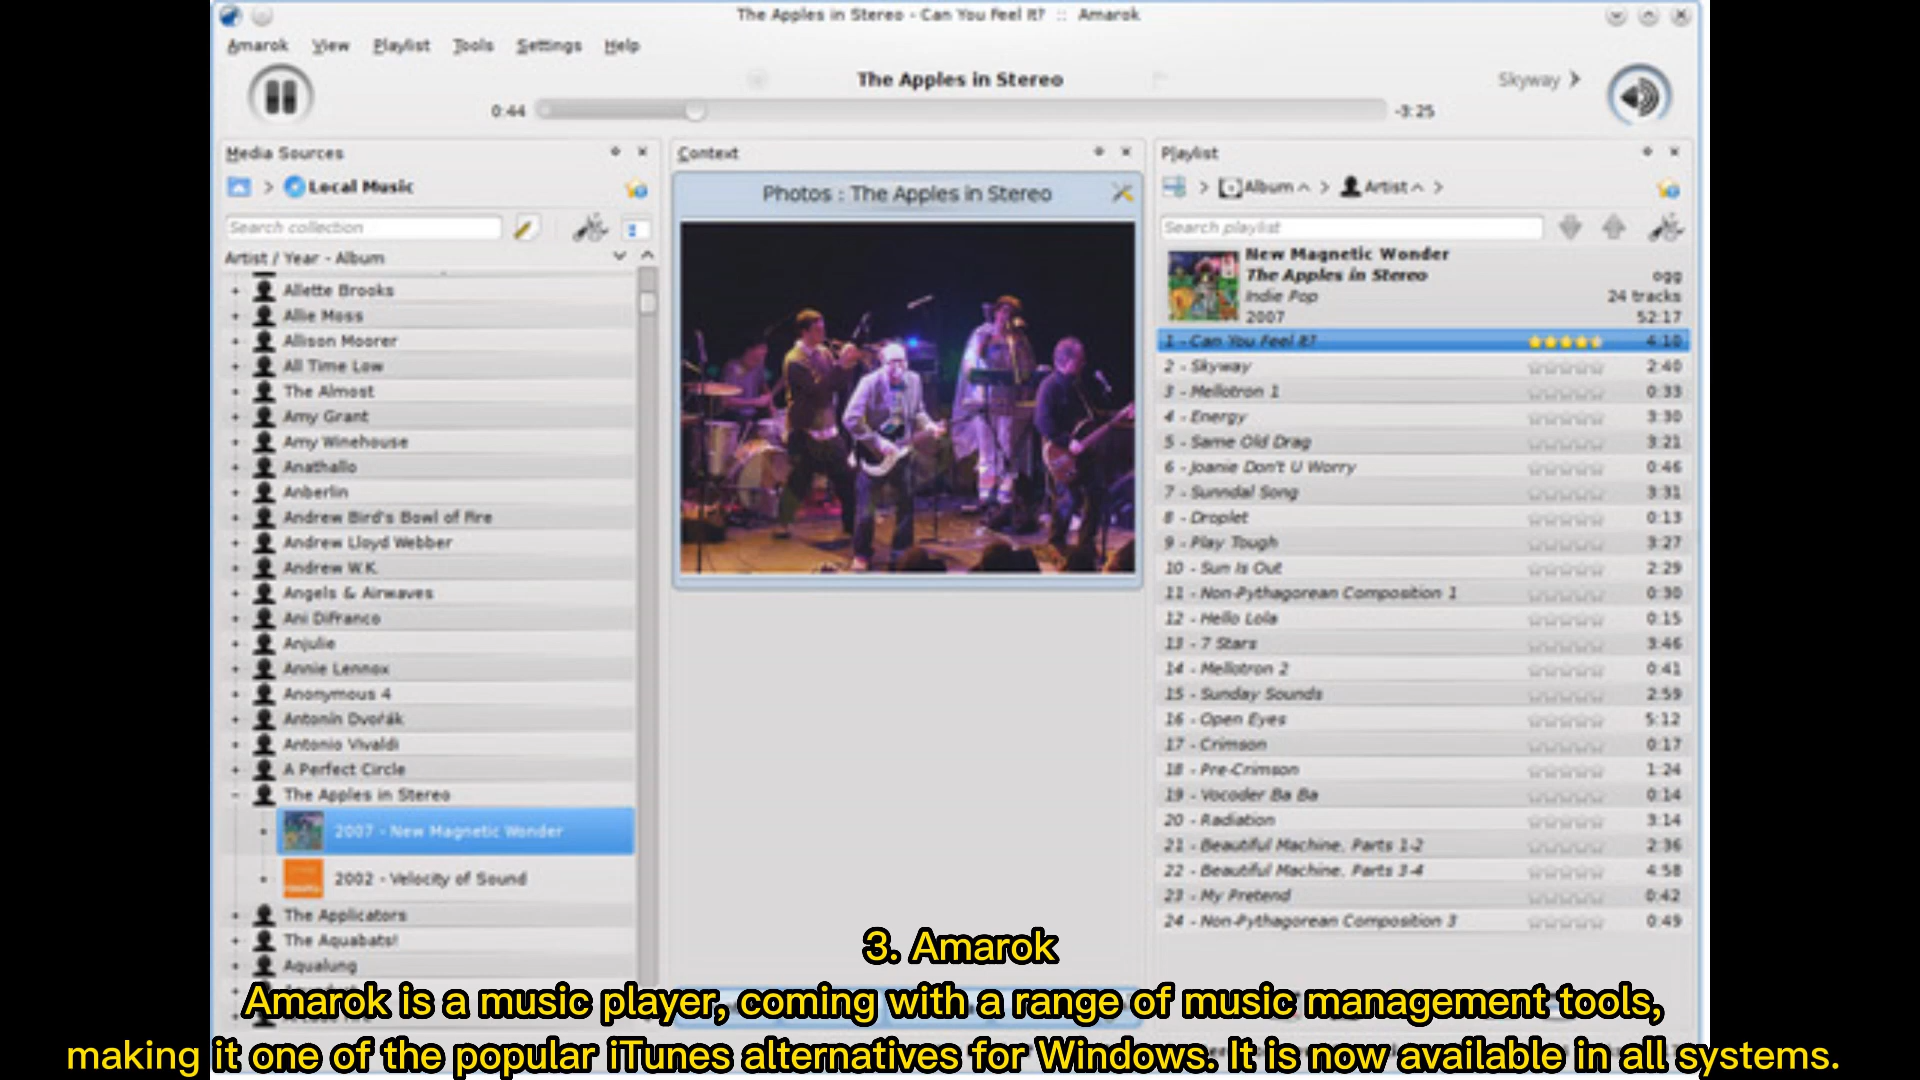 The Apples in Stereo - Can You Feel It? :: Amarok
Amarok View Playlist Tools Settings Help
The Apples in Stereo
Skyway
0:44
-3:25
Media Sources
Local Music
Search collection
Artist / Year - Album
Allette Brooks
Allie Moss
Allison Moorer
All Time Low
The Almost
Amy Grant
Amy Winehouse
Anathallo
Anberlin
Andrew Bird's Bowl of Fire
Andrew Lloyd Webber
Andrew W.K.
Angels & Airwaves
Ani DiFranco
Anjulie
Annie Lennox
Anonymous 4
Antonín Dvořák
Antonio Vivaldi
A Perfect Circle
The Apples in Stereo
2007 - New Magnetic Wonder
2002 - Velocity of Sound
The Applicators
The Aquabats!
Aqualung
Context
Photos : The Apples in Stereo
Playlist
Album Artist
Search playlist
New Magnetic Wonder
The Apples in Stereo ogg
Indie Pop 24 tracks
2007 52:17
1 - Can You Feel It? 4:10
2 - Skyway 2:40
3 - Mellotron 1 0:33
4 - Energy 3:30
5 - Same Old Drag 3:21
6 - Joanie Don't U Worry 0:46
7 - Sunndal Song 3:31
8 - Droplet 0:13
9 - Play Tough 3:27
10 - Sun Is Out 2:29
11 - Non-Pythagorean Composition 1 0:30
12 - Hello Lola 0:15
13 - 7 Stars 3:46
14 - Mellotron 2 0:41
15 - Sunday Sounds 2:59
16 - Open Eyes 5:12
17 - Crimson 0:17
18 - Pre-Crimson 1:24
19 - Vocoder Ba Ba 0:14
20 - Radiation 3:14
21 - Beautiful Machine, Parts 1-2 2:36
22 - Beautiful Machine, Parts 3-4 4:58
23 - My Pretend 0:42
24 - Non-Pythagorean Composition 3 0:49
3. Amarok
Amarok is a music player, coming with a range of music management tools,
making it one of the popular iTunes alternatives for Windows. It is now available in all systems.